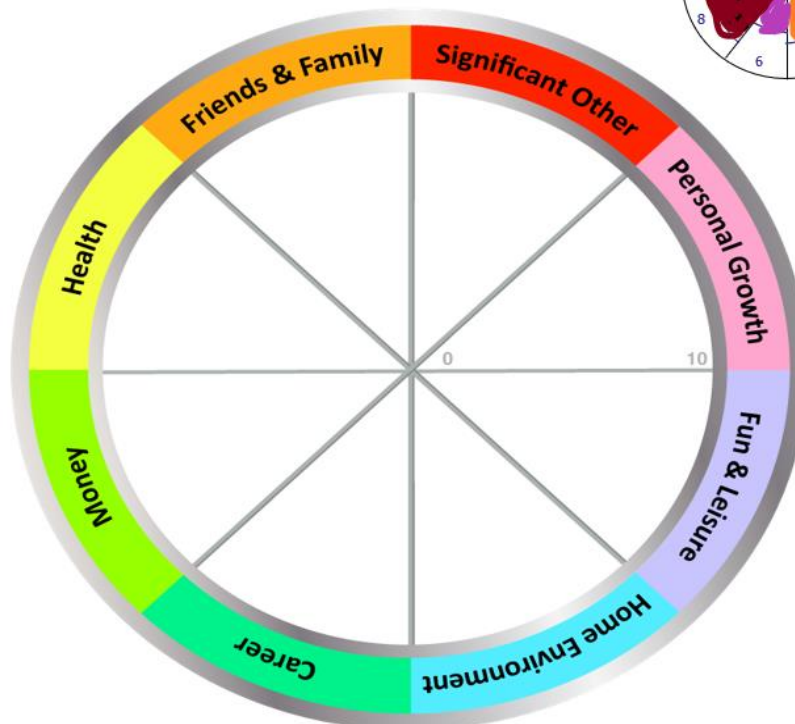 8
6
Friends & Family
Significant Other
Personal Growth
Health
0
10
Money
Fun & Leisure
Career
Home Environment